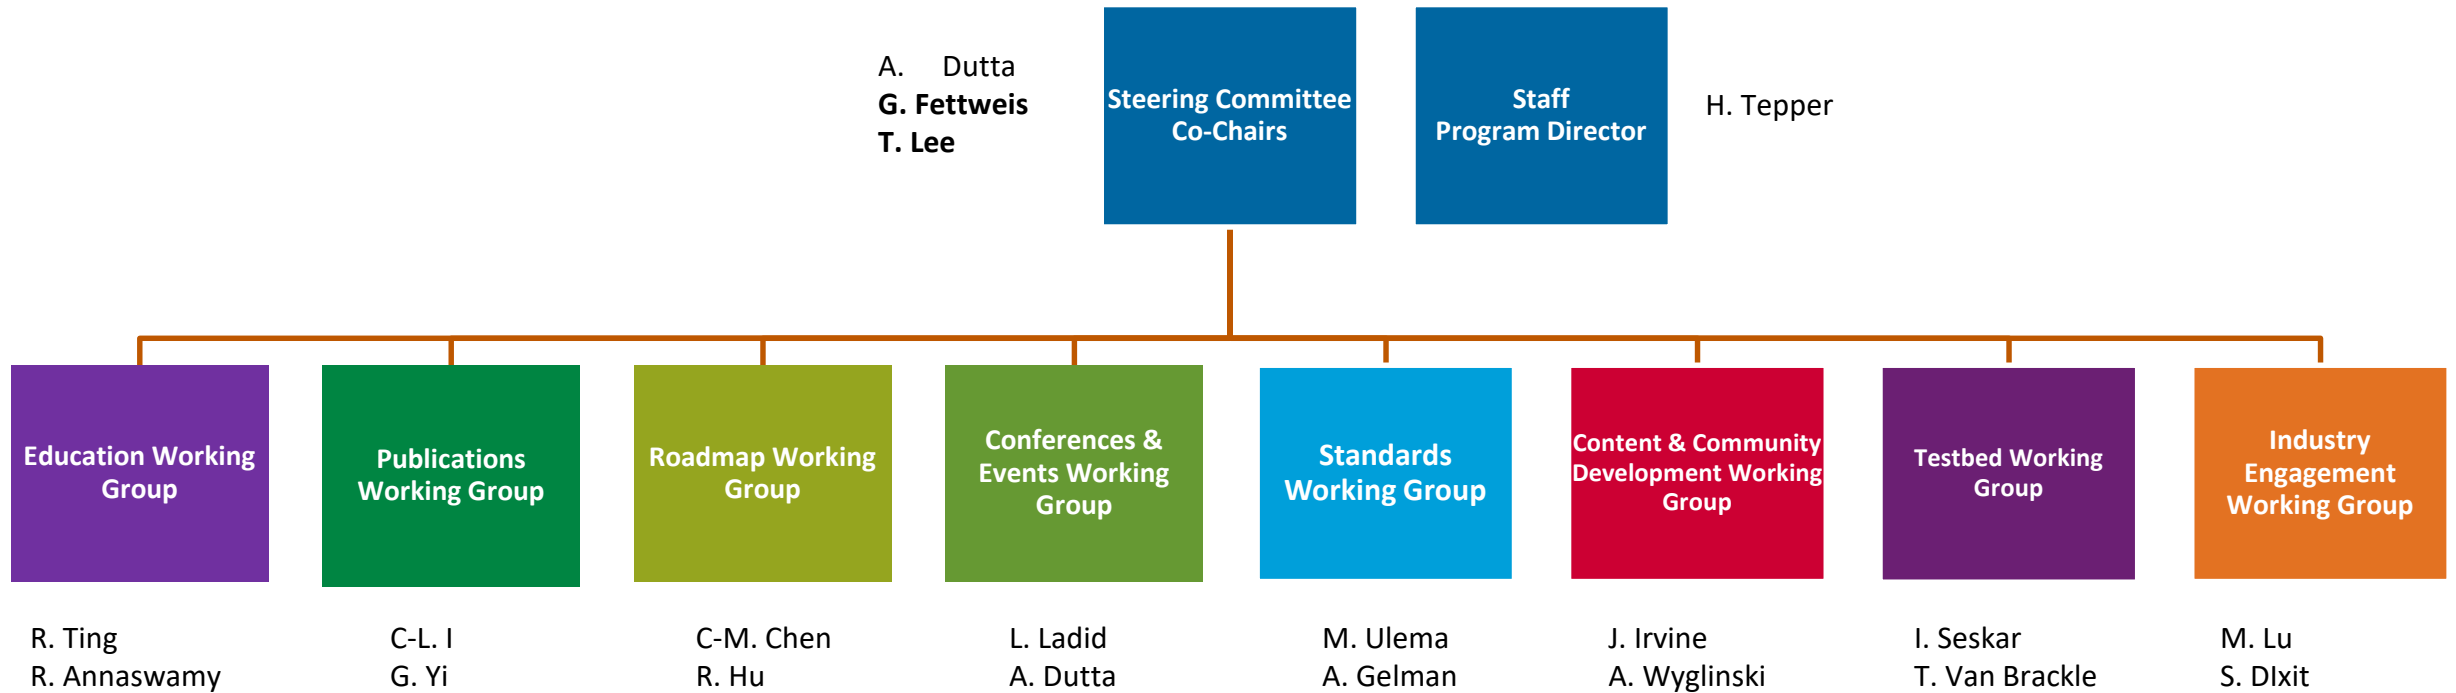 A. Dutta
G. Fettweis
T. Lee
Steering Committee
Co-Chairs
Staff
Program Director
H. Tepper
Education Working
Group
Publications
Working Group
Roadmap Working
Group
Conferences &
Events Working
Group
Standards
Working Group
Content & Community
Development Working
Group
Testbed Working
Group
Industry
Engagement
Working Group
R. Ting
R. Annaswamy
C-L. I
G. Yi
C-M. Chen
R. Hu
L. Ladid
A. Dutta
M. Ulema
A. Gelman
J. Irvine
A. Wyglinski
I. Seskar
T. Van Brackle
M. Lu
S. DIxit